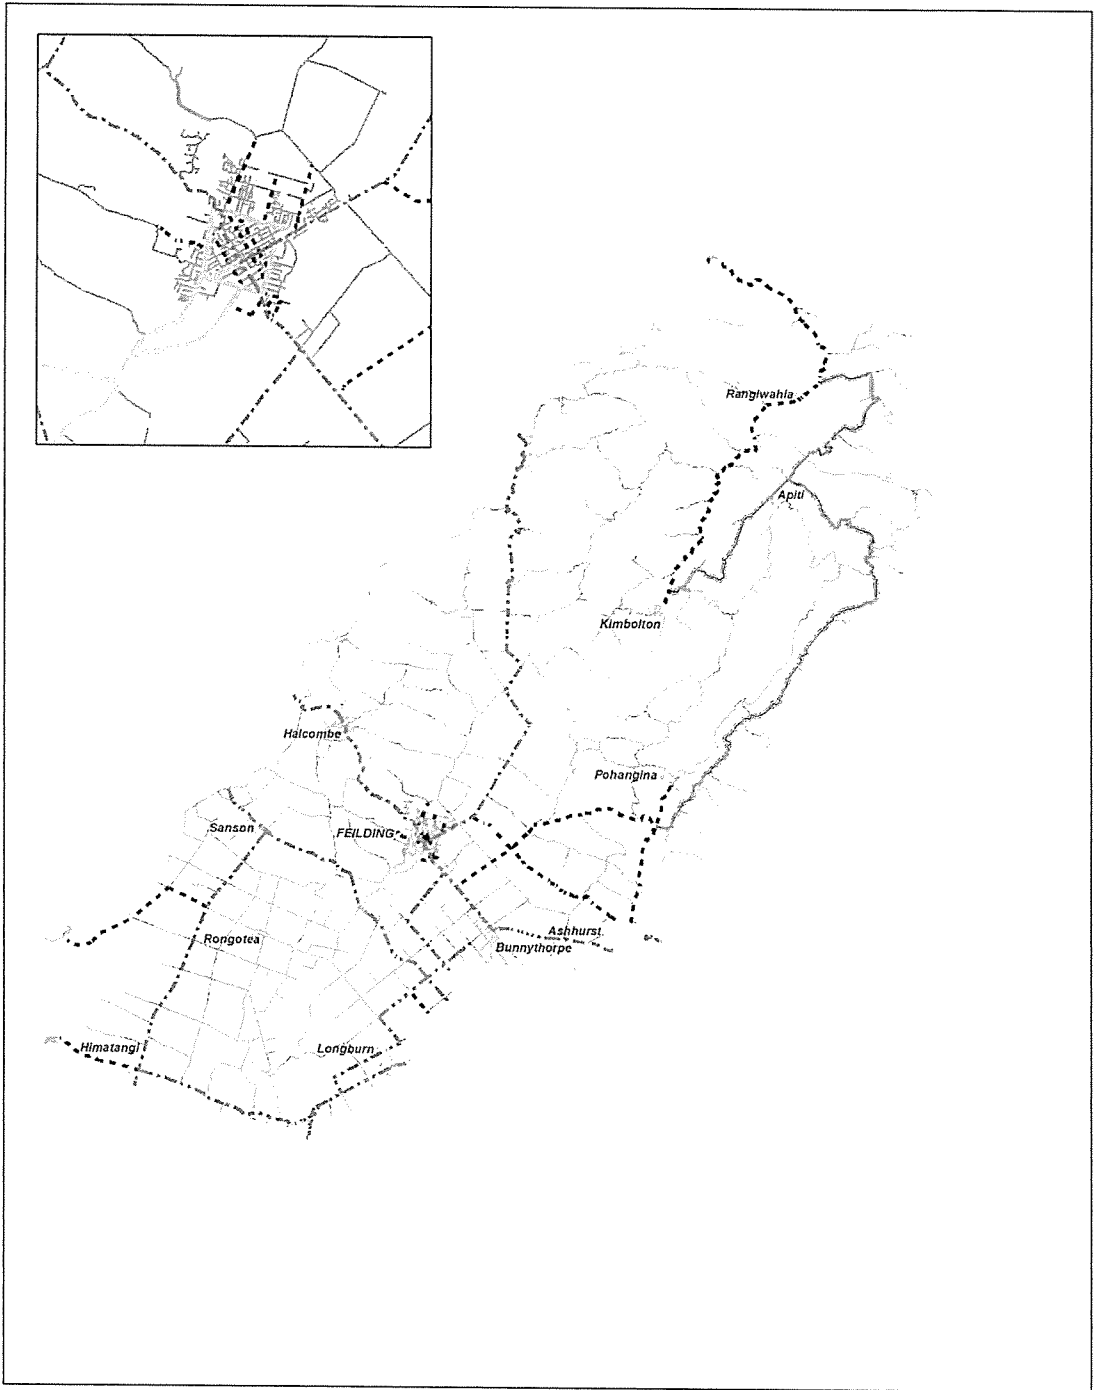 Rangiwahia
Apiti
Kimbolton
Halcombe
Pohangina
Sanson
FEILDING
Ashhurst
Rongotea
Bunnythorpe
Himatangi
Longburn